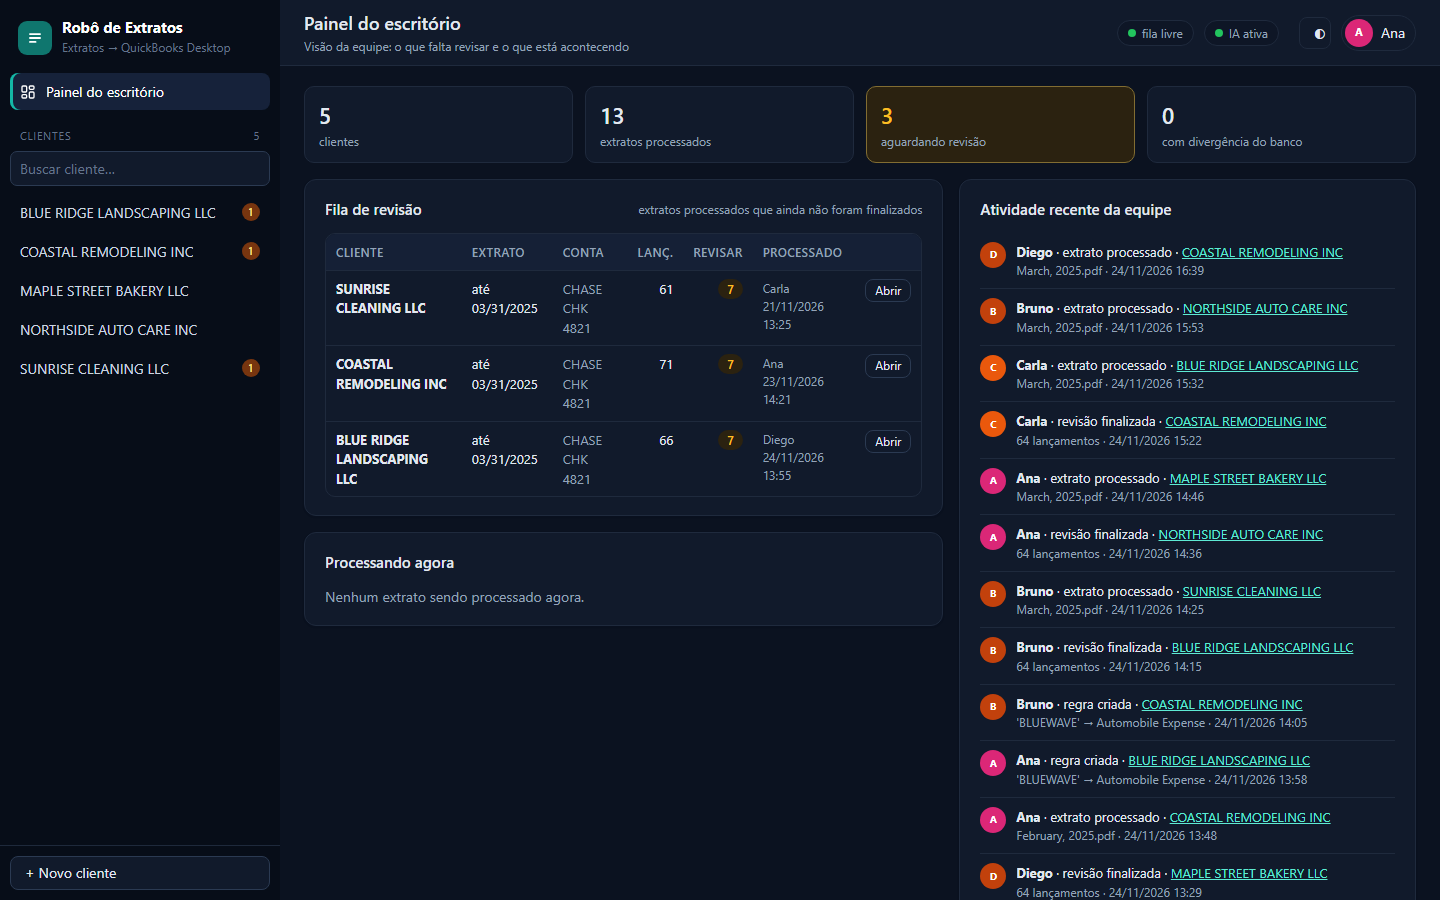 Robô de Extratos
Extratos → QuickBooks Desktop
Painel do escritório
CLIENTES 5
Buscar cliente...
BLUE RIDGE LANDSCAPING LLC 1
COASTAL REMODELING INC 1
MAPLE STREET BAKERY LLC
NORTHSIDE AUTO CARE INC
SUNRISE CLEANING LLC 1
+ Novo cliente
Painel do escritório
Visão da equipe: o que falta revisar e o que está acontecendo
fila livre
IA ativa
A Ana
5
clientes
13
extratos processados
3
aguardando revisão
0
com divergência do banco
Fila de revisão
extratos processados que ainda não foram finalizados
CLIENTE EXTRATO CONTA LANÇ. REVISAR PROCESSADO
SUNRISE até CHASE 61 7 Carla Abrir
CLEANING LLC 03/31/2025 CHK 21/11/2026
4821 13:25
COASTAL até CHASE 71 7 Ana Abrir
REMODELING INC 03/31/2025 CHK 23/11/2026
4821 14:21
BLUE RIDGE até CHASE 66 7 Diego Abrir
LANDSCAPING 03/31/2025 CHK 24/11/2026
LLC 4821 13:55
Processando agora
Nenhum extrato sendo processado agora.
Atividade recente da equipe
D Diego · extrato processado · COASTAL REMODELING INC
March, 2025.pdf · 24/11/2026 16:39
B Bruno · extrato processado · NORTHSIDE AUTO CARE INC
March, 2025.pdf · 24/11/2026 15:53
C Carla · extrato processado · BLUE RIDGE LANDSCAPING LLC
March, 2025.pdf · 24/11/2026 15:32
C Carla · revisão finalizada · COASTAL REMODELING INC
64 lançamentos · 24/11/2026 15:22
A Ana · extrato processado · MAPLE STREET BAKERY LLC
March, 2025.pdf · 24/11/2026 14:46
A Ana · revisão finalizada · NORTHSIDE AUTO CARE INC
64 lançamentos · 24/11/2026 14:36
B Bruno · extrato processado · SUNRISE CLEANING LLC
March, 2025.pdf · 24/11/2026 14:25
B Bruno · revisão finalizada · BLUE RIDGE LANDSCAPING LLC
64 lançamentos · 24/11/2026 14:15
B Bruno · regra criada · COASTAL REMODELING INC
'BLUEWAVE' → Automobile Expense · 24/11/2026 14:05
A Ana · regra criada · BLUE RIDGE LANDSCAPING LLC
'BLUEWAVE' → Automobile Expense · 24/11/2026 13:58
A Ana · extrato processado · COASTAL REMODELING INC
February, 2025.pdf · 24/11/2026 13:48
D Diego · revisão finalizada · MAPLE STREET BAKERY LLC
64 lançamentos · 24/11/2026 13:29